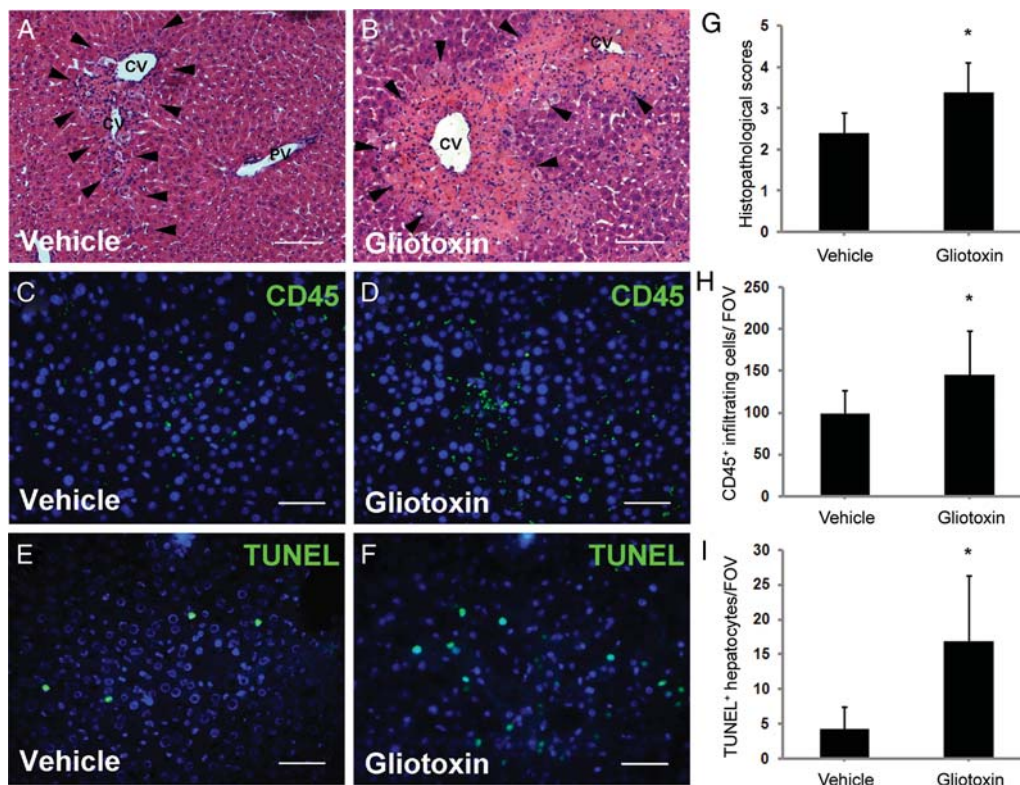 A
CV
CV
PV
Vehicle
B
CV
CV
Gliotoxin
C
CD45
Vehicle
D
CD45
Gliotoxin
E
TUNEL
Vehicle
F
TUNEL
Gliotoxin
G
Histopathological scores
5
4
3
2
1
0
*
Vehicle
Gliotoxin
H
CD45⁺ infiltrating cells/ FOV
250
200
150
100
50
0
*
Vehicle
Gliotoxin
I
TUNEL⁺ hepatocytes/FOV
30
25
20
15
10
5
0
*
Vehicle
Gliotoxin